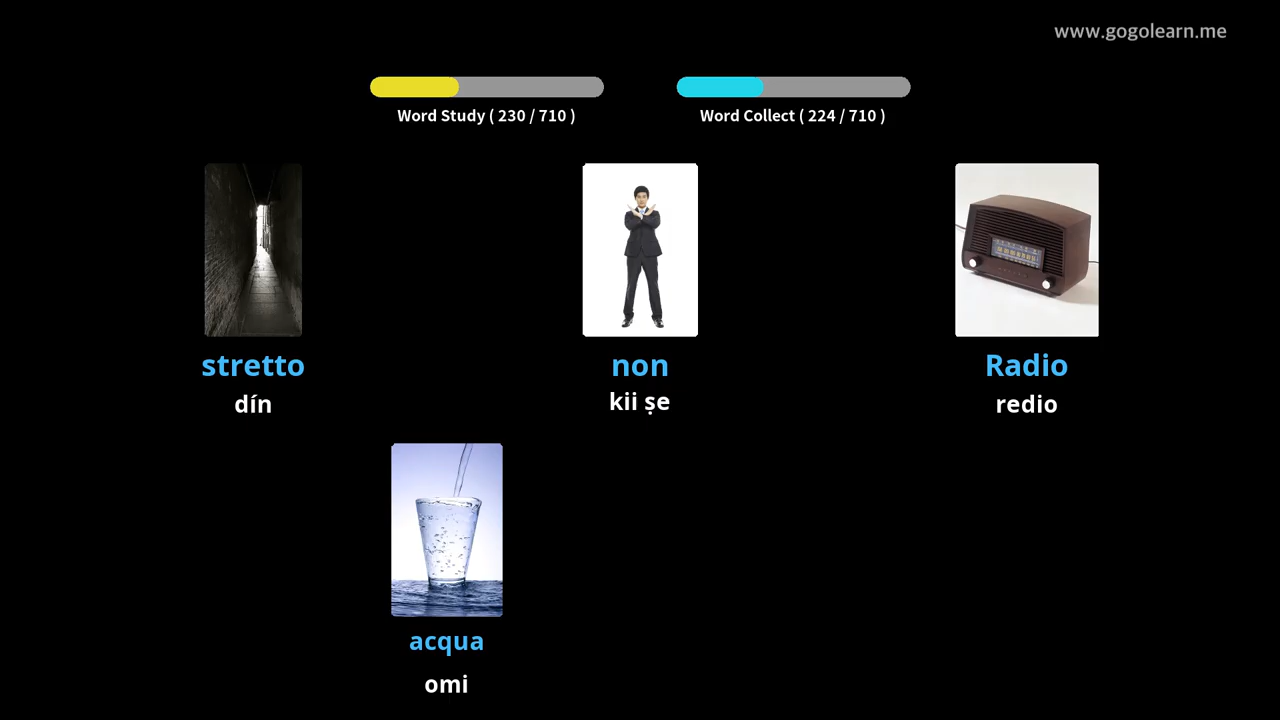 www.gogolearn.me
Word Study ( 230 / 710 )
Word Collect ( 224 / 710 )
stretto
non
Radio
dín
kii ṣe
redio
acqua
omi